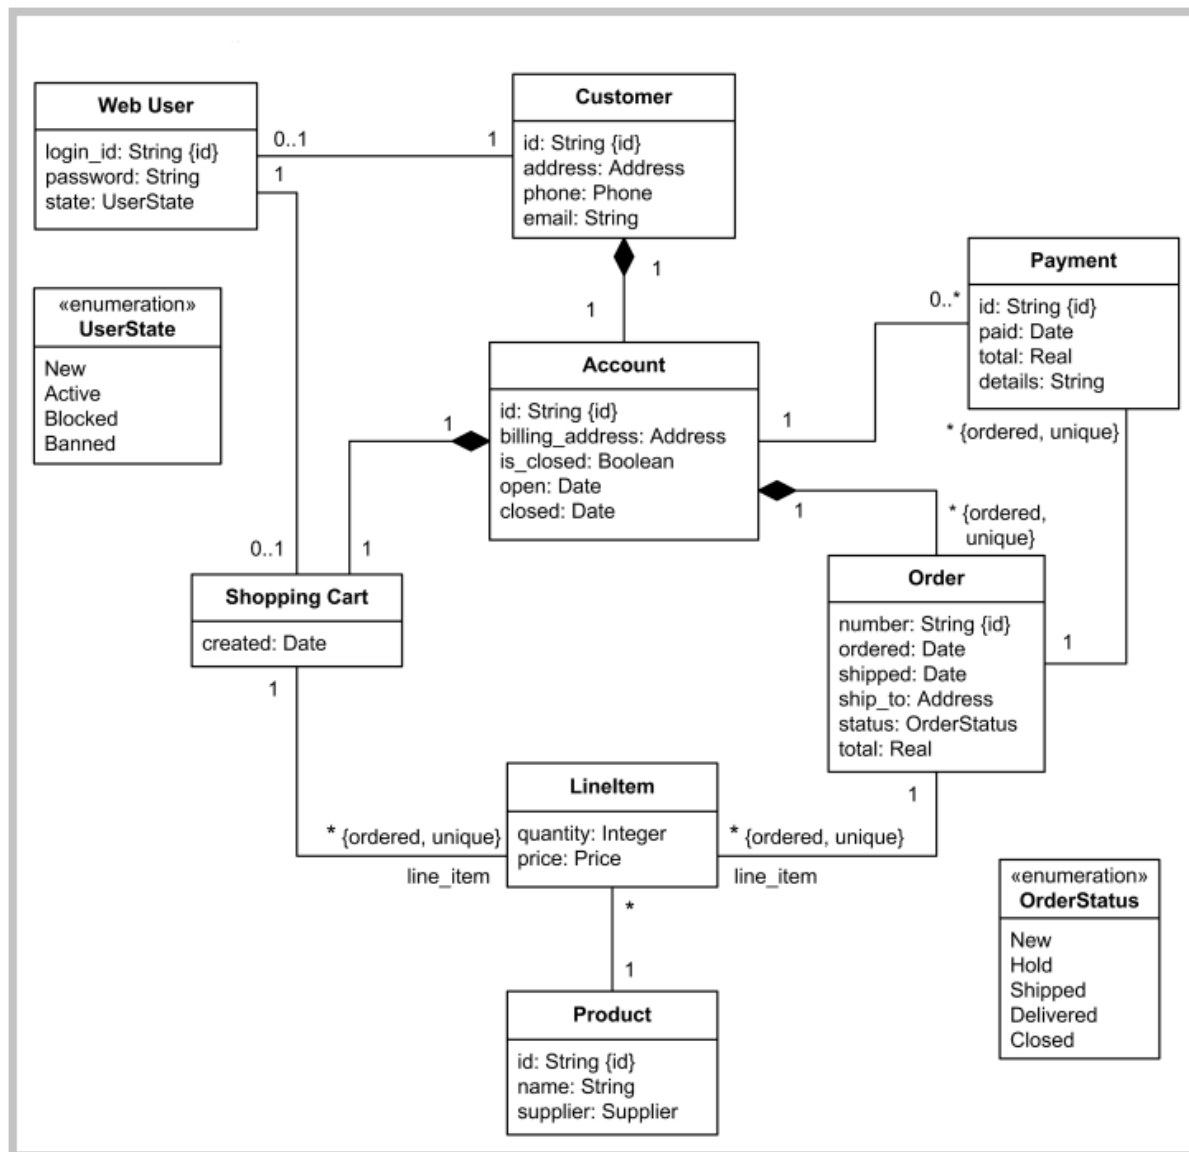 Web User
login_id: String {id}
password: String
state: UserState
0..1
1
1
Customer
id: String {id}
address: Address
phone: Phone
email: String
1
1
«enumeration»
UserState
New
Active
Blocked
Banned
Payment
id: String {id}
paid: Date
total: Real
details: String
0..*
* {ordered, unique}
Account
id: String {id}
billing_address: Address
is_closed: Boolean
open: Date
closed: Date
1
1
1
* {ordered,
unique}
0..1
1
Shopping Cart
created: Date
1
Order
number: String {id}
ordered: Date
shipped: Date
ship_to: Address
status: OrderStatus
total: Real
1
1
LineItem
quantity: Integer
price: Price
* {ordered, unique}
line_item
* {ordered, unique}
line_item
*
1
Product
id: String {id}
name: String
supplier: Supplier
«enumeration»
OrderStatus
New
Hold
Shipped
Delivered
Closed